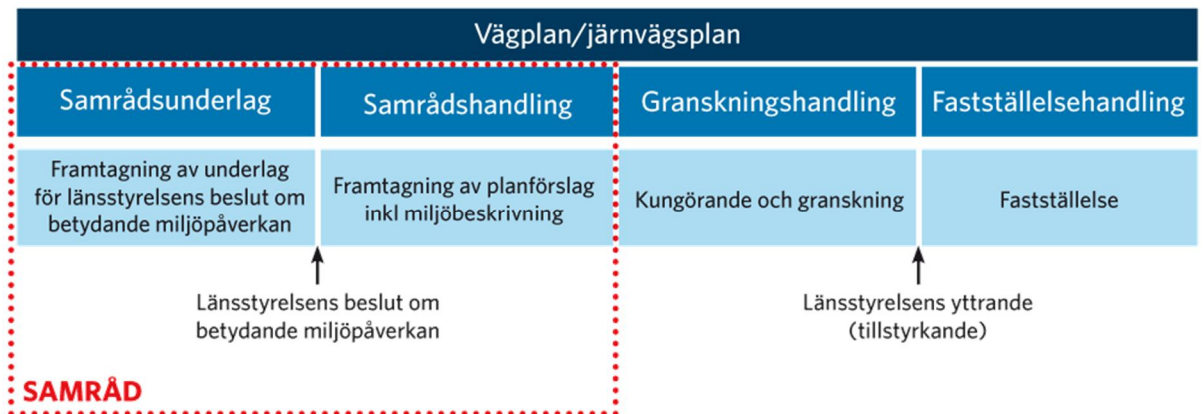 Vägplan/järnvägsplan
Samrådsunderlag
Samrådshandling
Granskningshandling
Fastställelsehandling
Framtagning av underlag
för länsstyrelsens beslut om
betydande miljöpåverkan
Framtagning av planförslag
inkl miljöbeskrivning
Kungörande och granskning
Fastställelse
Länsstyrelsens beslut om
betydande miljöpåverkan
Länsstyrelsens yttrande
(tillstyrkande)
SAMRÅD